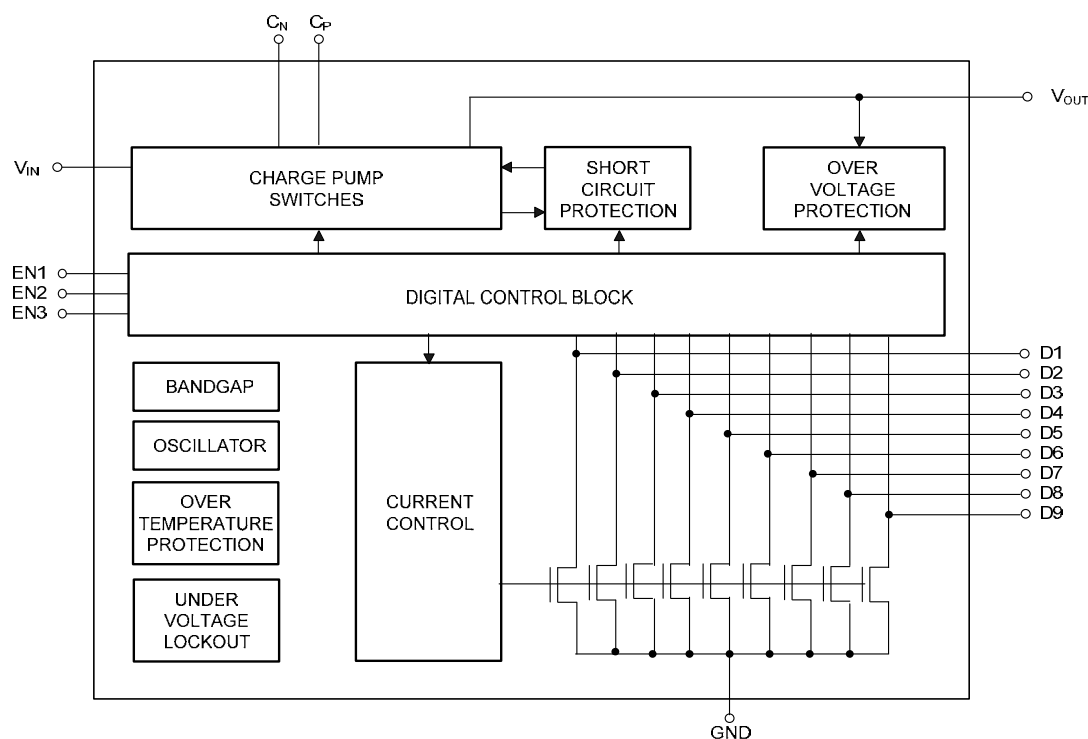 CN CP
VOUT
VIN
CHARGE PUMP
SWITCHES
SHORT
CIRCUIT
PROTECTION
OVER
VOLTAGE
PROTECTION
EN1
EN2
EN3
DIGITAL CONTROL BLOCK
D1
D2
D3
D4
D5
D6
D7
D8
D9
BANDGAP
OSCILLATOR
OVER
TEMPERATURE
PROTECTION
UNDER
VOLTAGE
LOCKOUT
CURRENT
CONTROL
GND